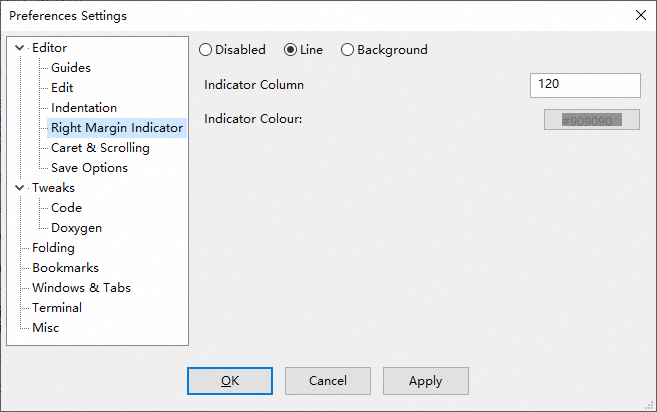 Preferences Settings
Editor
Guides
Edit
Indentation
Right Margin Indicator
Caret & Scrolling
Save Options
Tweaks
Code
Doxygen
Folding
Bookmarks
Windows & Tabs
Terminal
Misc
Disabled Line Background
Indicator Column 120
Indicator Colour: #909090
OK Cancel Apply